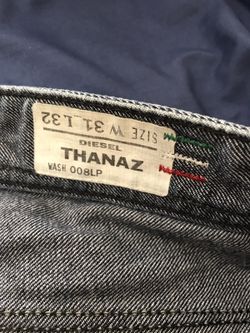 SIZE W 31 L 32
DIESEL
THANAZ
WASH 008LP